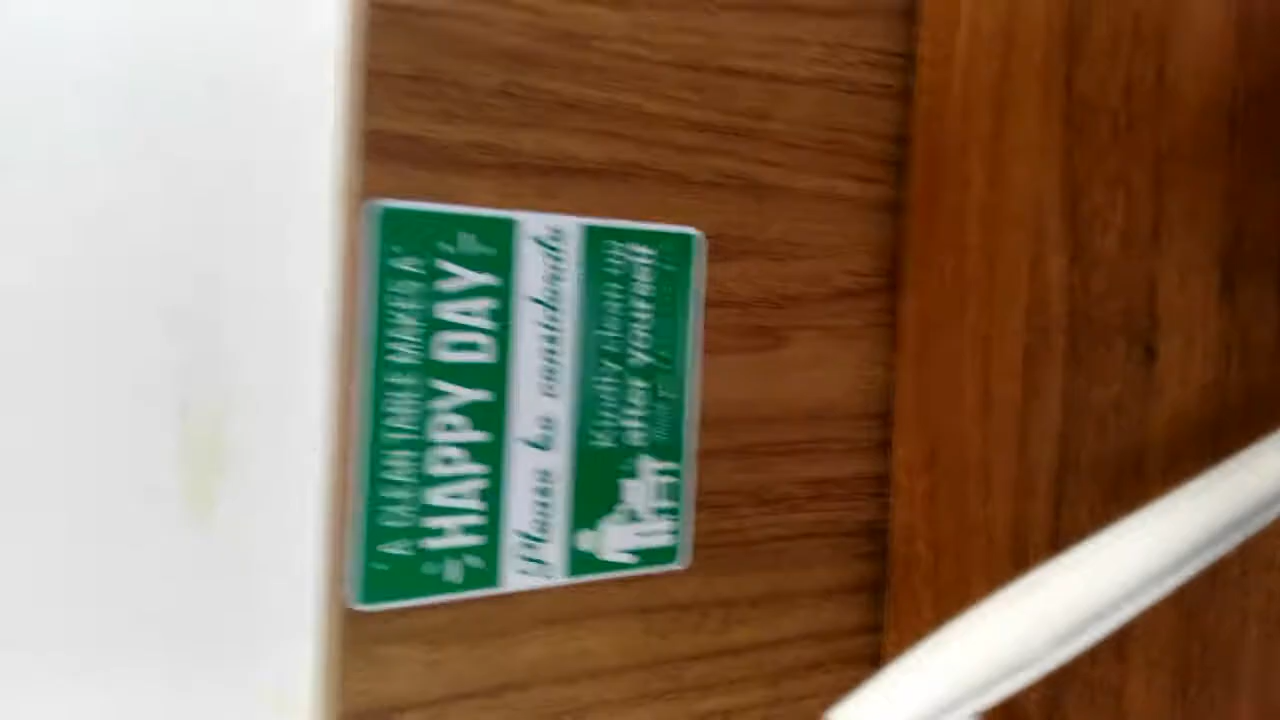 A CLEAN TABLE MAKES A
HAPPY DAY
Please be considerate
Kindly clean up
after yourself